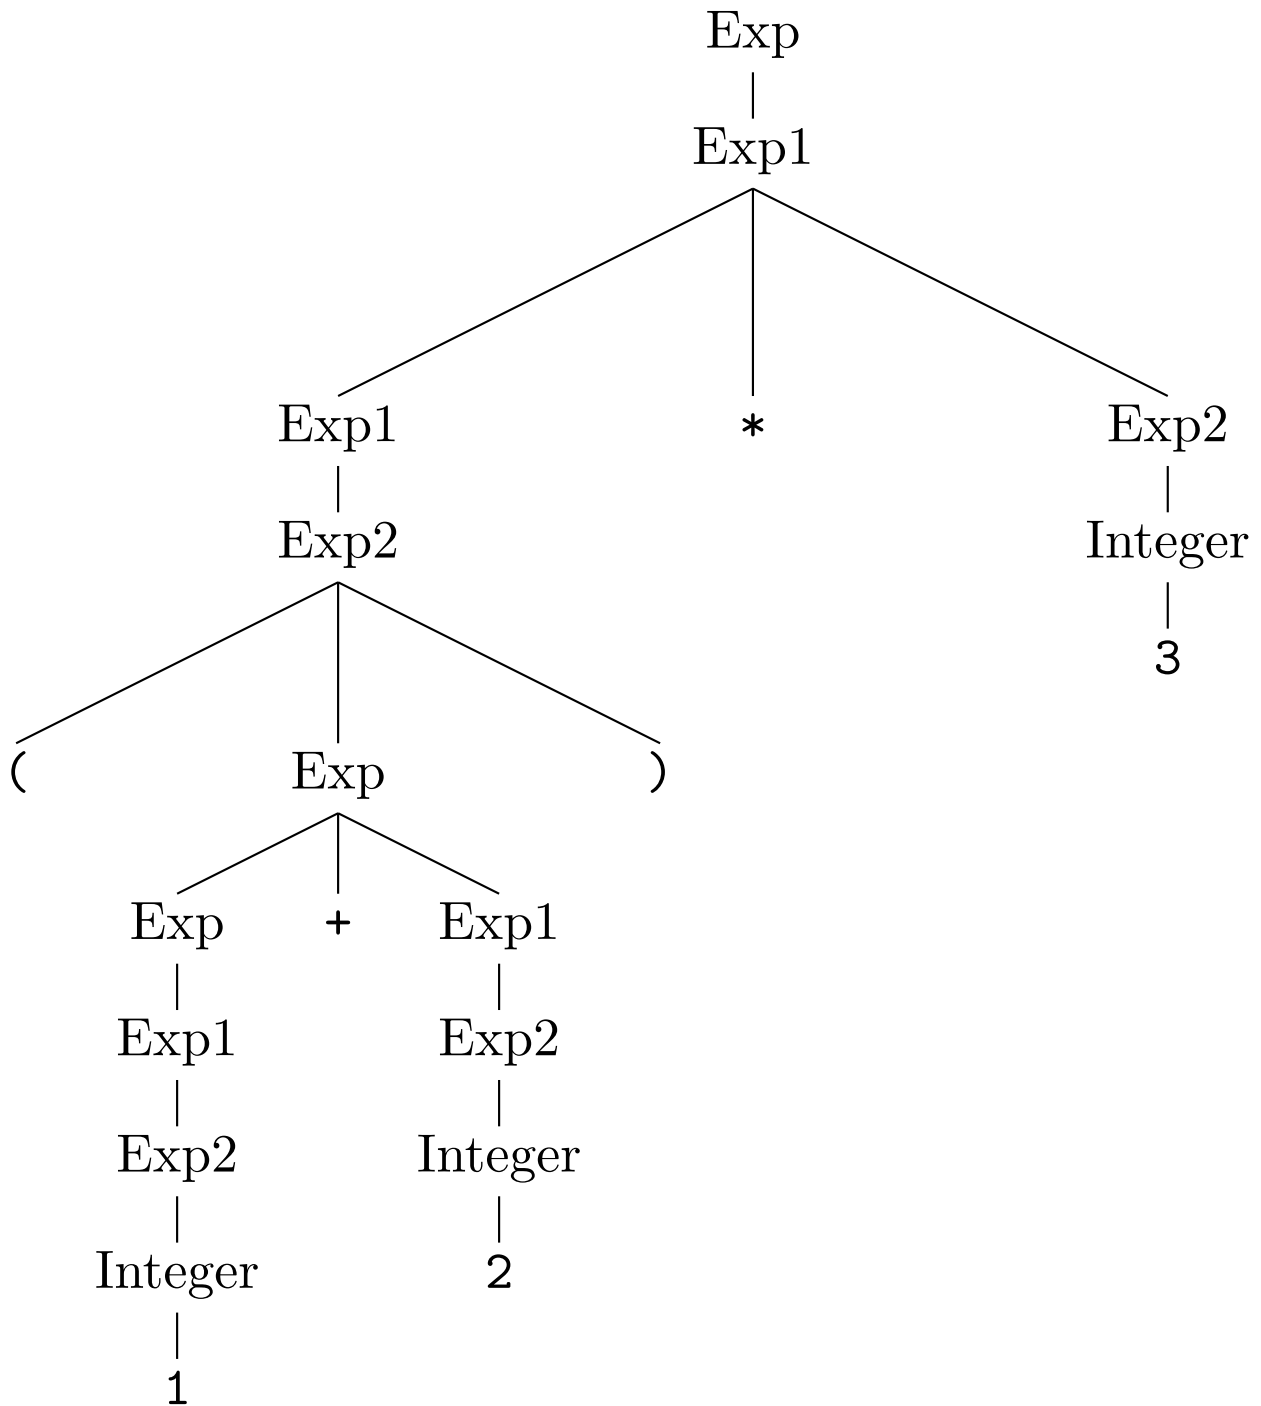 Exp
Exp1
Exp1 * Exp2
Exp2 Integer
3
( Exp )
Exp + Exp1
Exp1 Exp2
Exp2 Integer
Integer 2
1